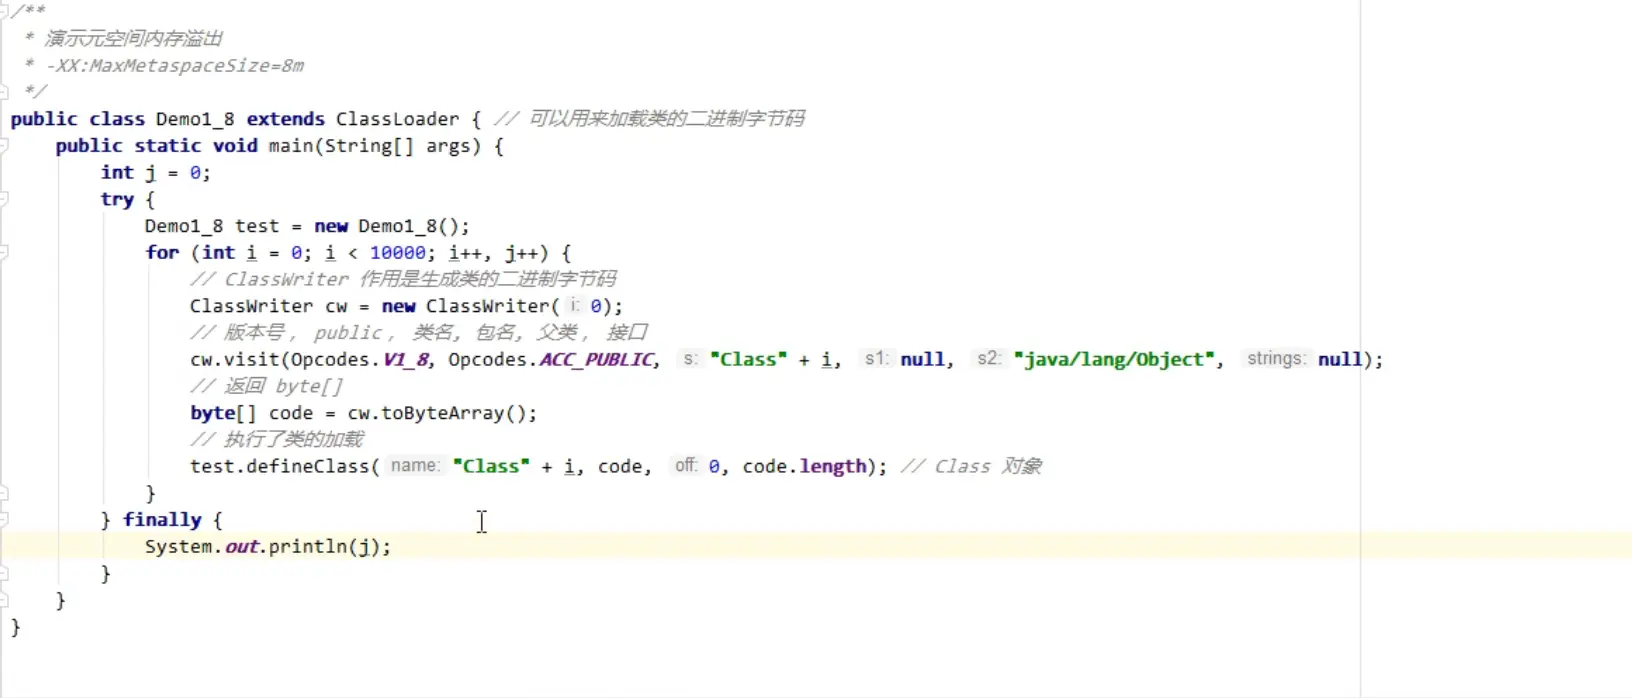 /**
 * 演示元空间内存溢出
 * -XX:MaxMetaspaceSize=8m
 */
public class Demo1_8 extends ClassLoader { // 可以用来加载类的二进制字节码
    public static void main(String[] args) {
        int j = 0;
        try {
            Demo1_8 test = new Demo1_8();
            for (int i = 0; i < 10000; i++, j++) {
                // ClassWriter 作用是生成类的二进制字节码
                ClassWriter cw = new ClassWriter( i: 0);
                // 版本号， public， 类名, 包名, 父类， 接口
                cw.visit(Opcodes.V1_8, Opcodes.ACC_PUBLIC, s: "Class" + i, s1: null, s2: "java/lang/Object", strings: null);
                // 返回 byte[]
                byte[] code = cw.toByteArray();
                // 执行了类的加载
                test.defineClass( name: "Class" + i, code, off: 0, code.length); // Class 对象
            }
        } finally {
            System.out.println(j);
        }
    }
}